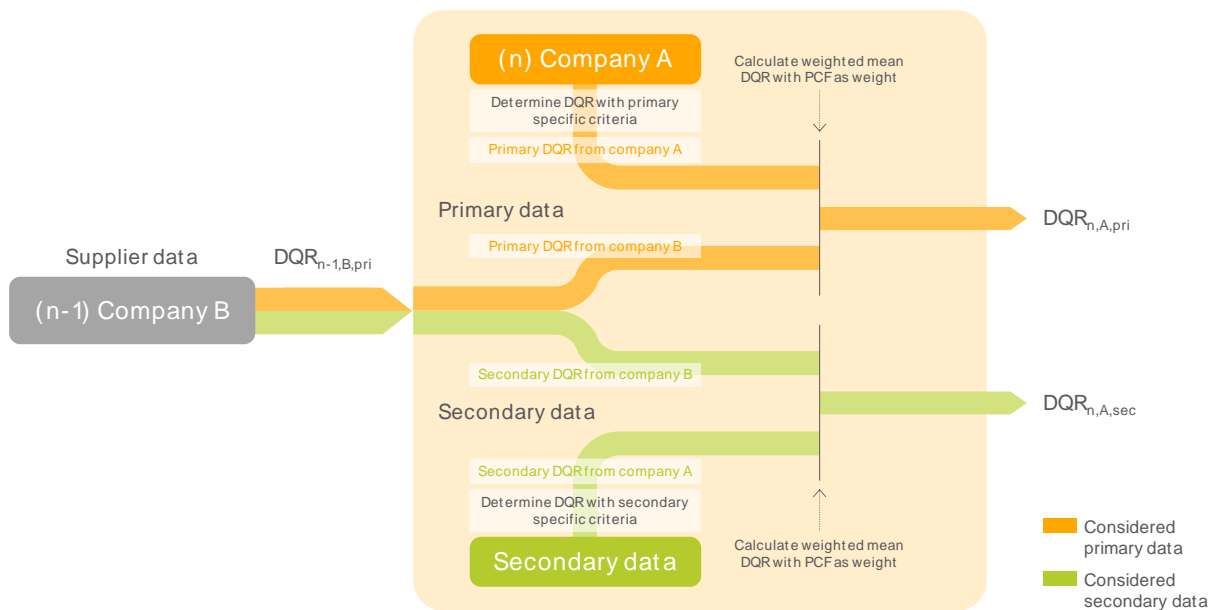 (n) Company A
Determine DQR with primary
specific criteria
Primary DQR from company A
Calculate weighted mean
DQR with PCF as weight
Primary data
DQRn,A,pri
Primary DQR from company B
Supplier data
DQRn-1,B,pri
(n-1) Company B
Secondary DQR from company B
Secondary data
DQRn,A,sec
Secondary DQR from company A
Determine DQR with secondary
specific criteria
Secondary data
Calculate weighted mean
DQR with PCF as weight
Considered
primary data
Considered
secondary data